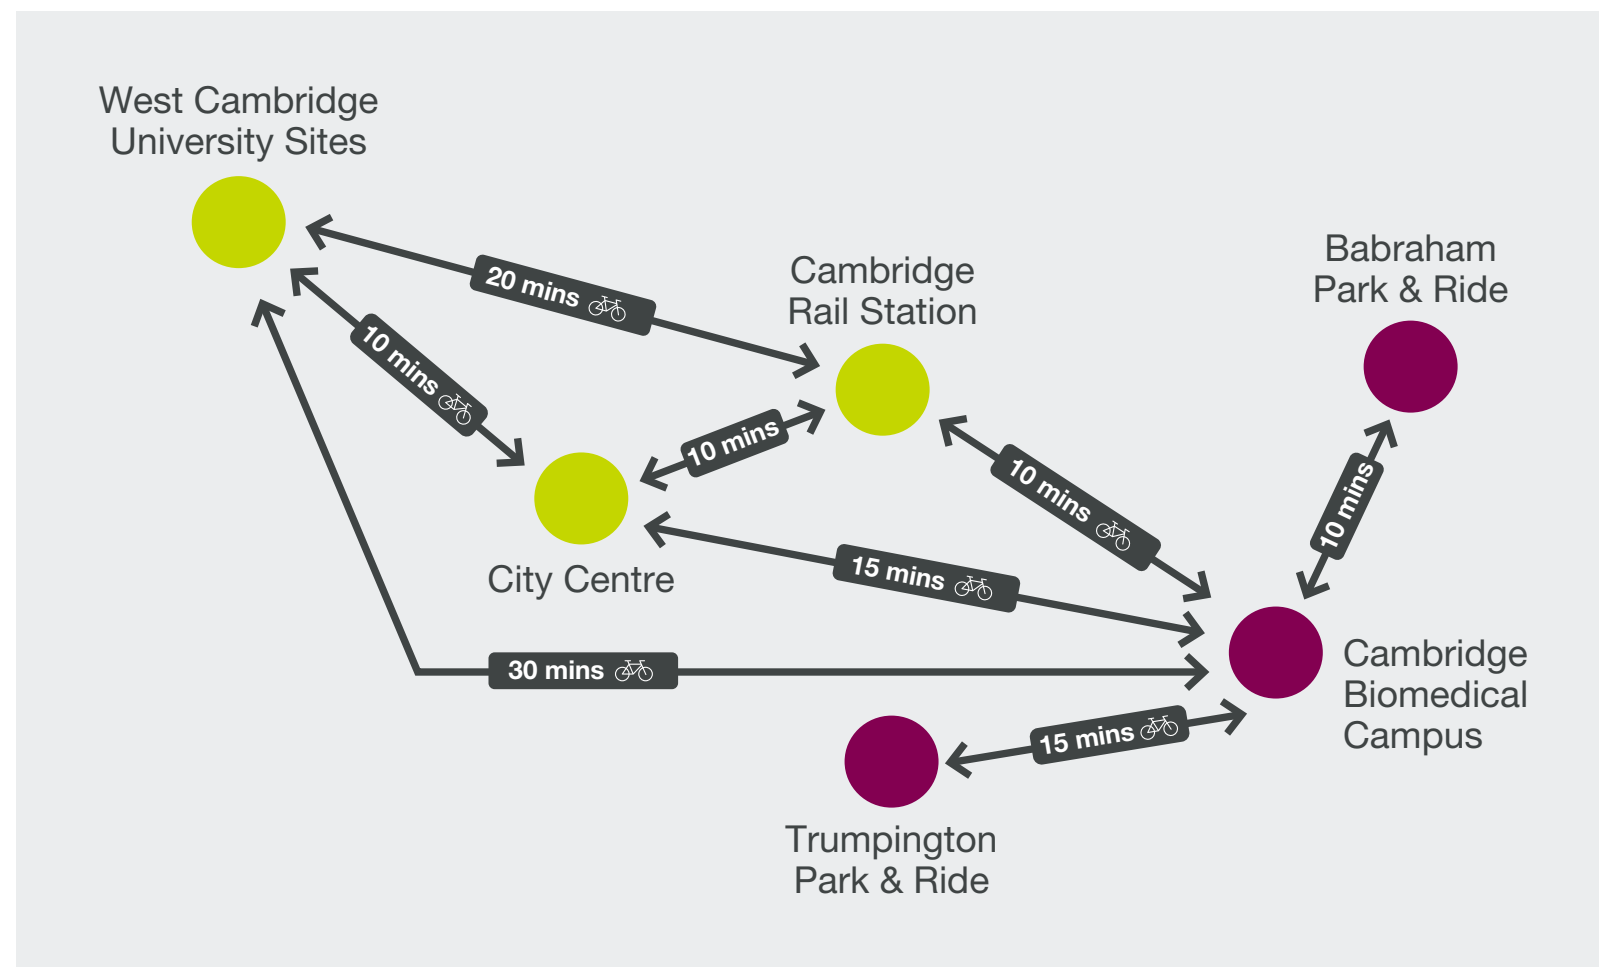 West Cambridge
University Sites
20 mins
Cambridge
Rail Station
Babraham
Park & Ride
10 mins
10 mins
10 mins
10 mins
City Centre
15 mins
30 mins
Cambridge
Biomedical
Campus
15 mins
Trumpington
Park & Ride